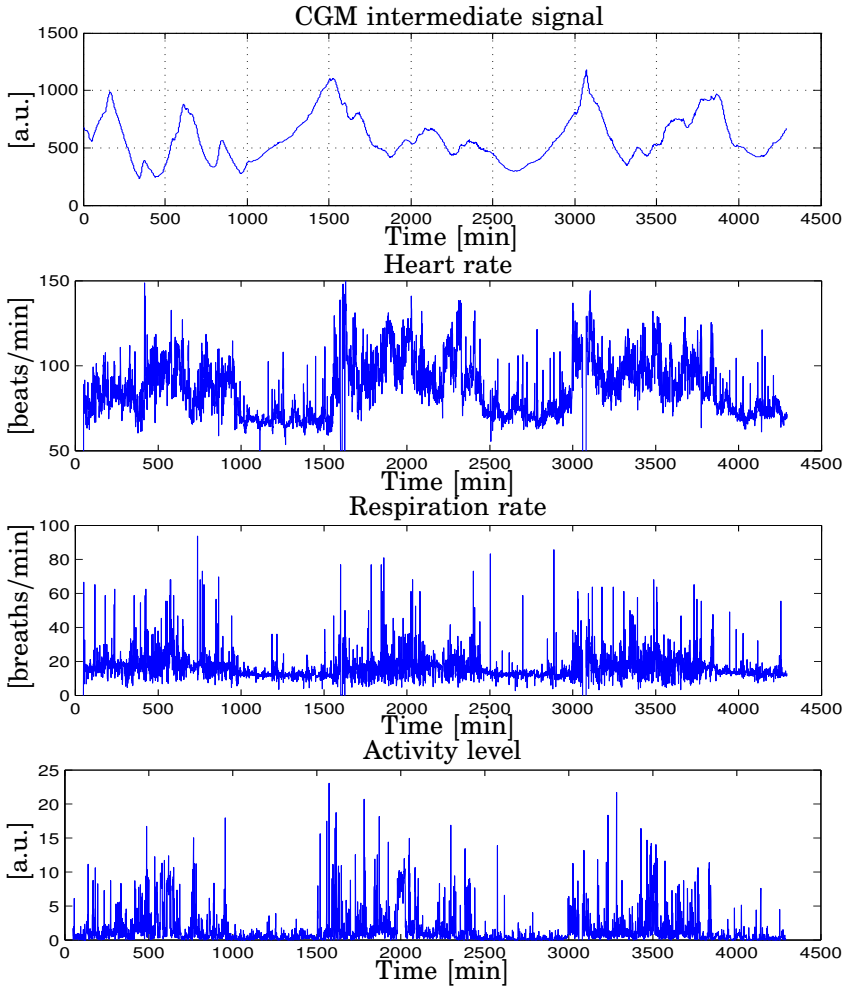 CGM intermediate signal
1500
1000
500
0
[a.u.]
0 500 1000 1500 2000 2500 3000 3500 4000 4500
Time [min]
Heart rate
150
100
50
[beats/min]
0 500 1000 1500 2000 2500 3000 3500 4000 4500
Time [min]
Respiration rate
100
80
60
40
20
0
[breaths/min]
0 500 1000 1500 2000 2500 3000 3500 4000 4500
Time [min]
Activity level
25
20
15
10
5
0
[a.u.]
0 500 1000 1500 2000 2500 3000 3500 4000 4500
Time [min]